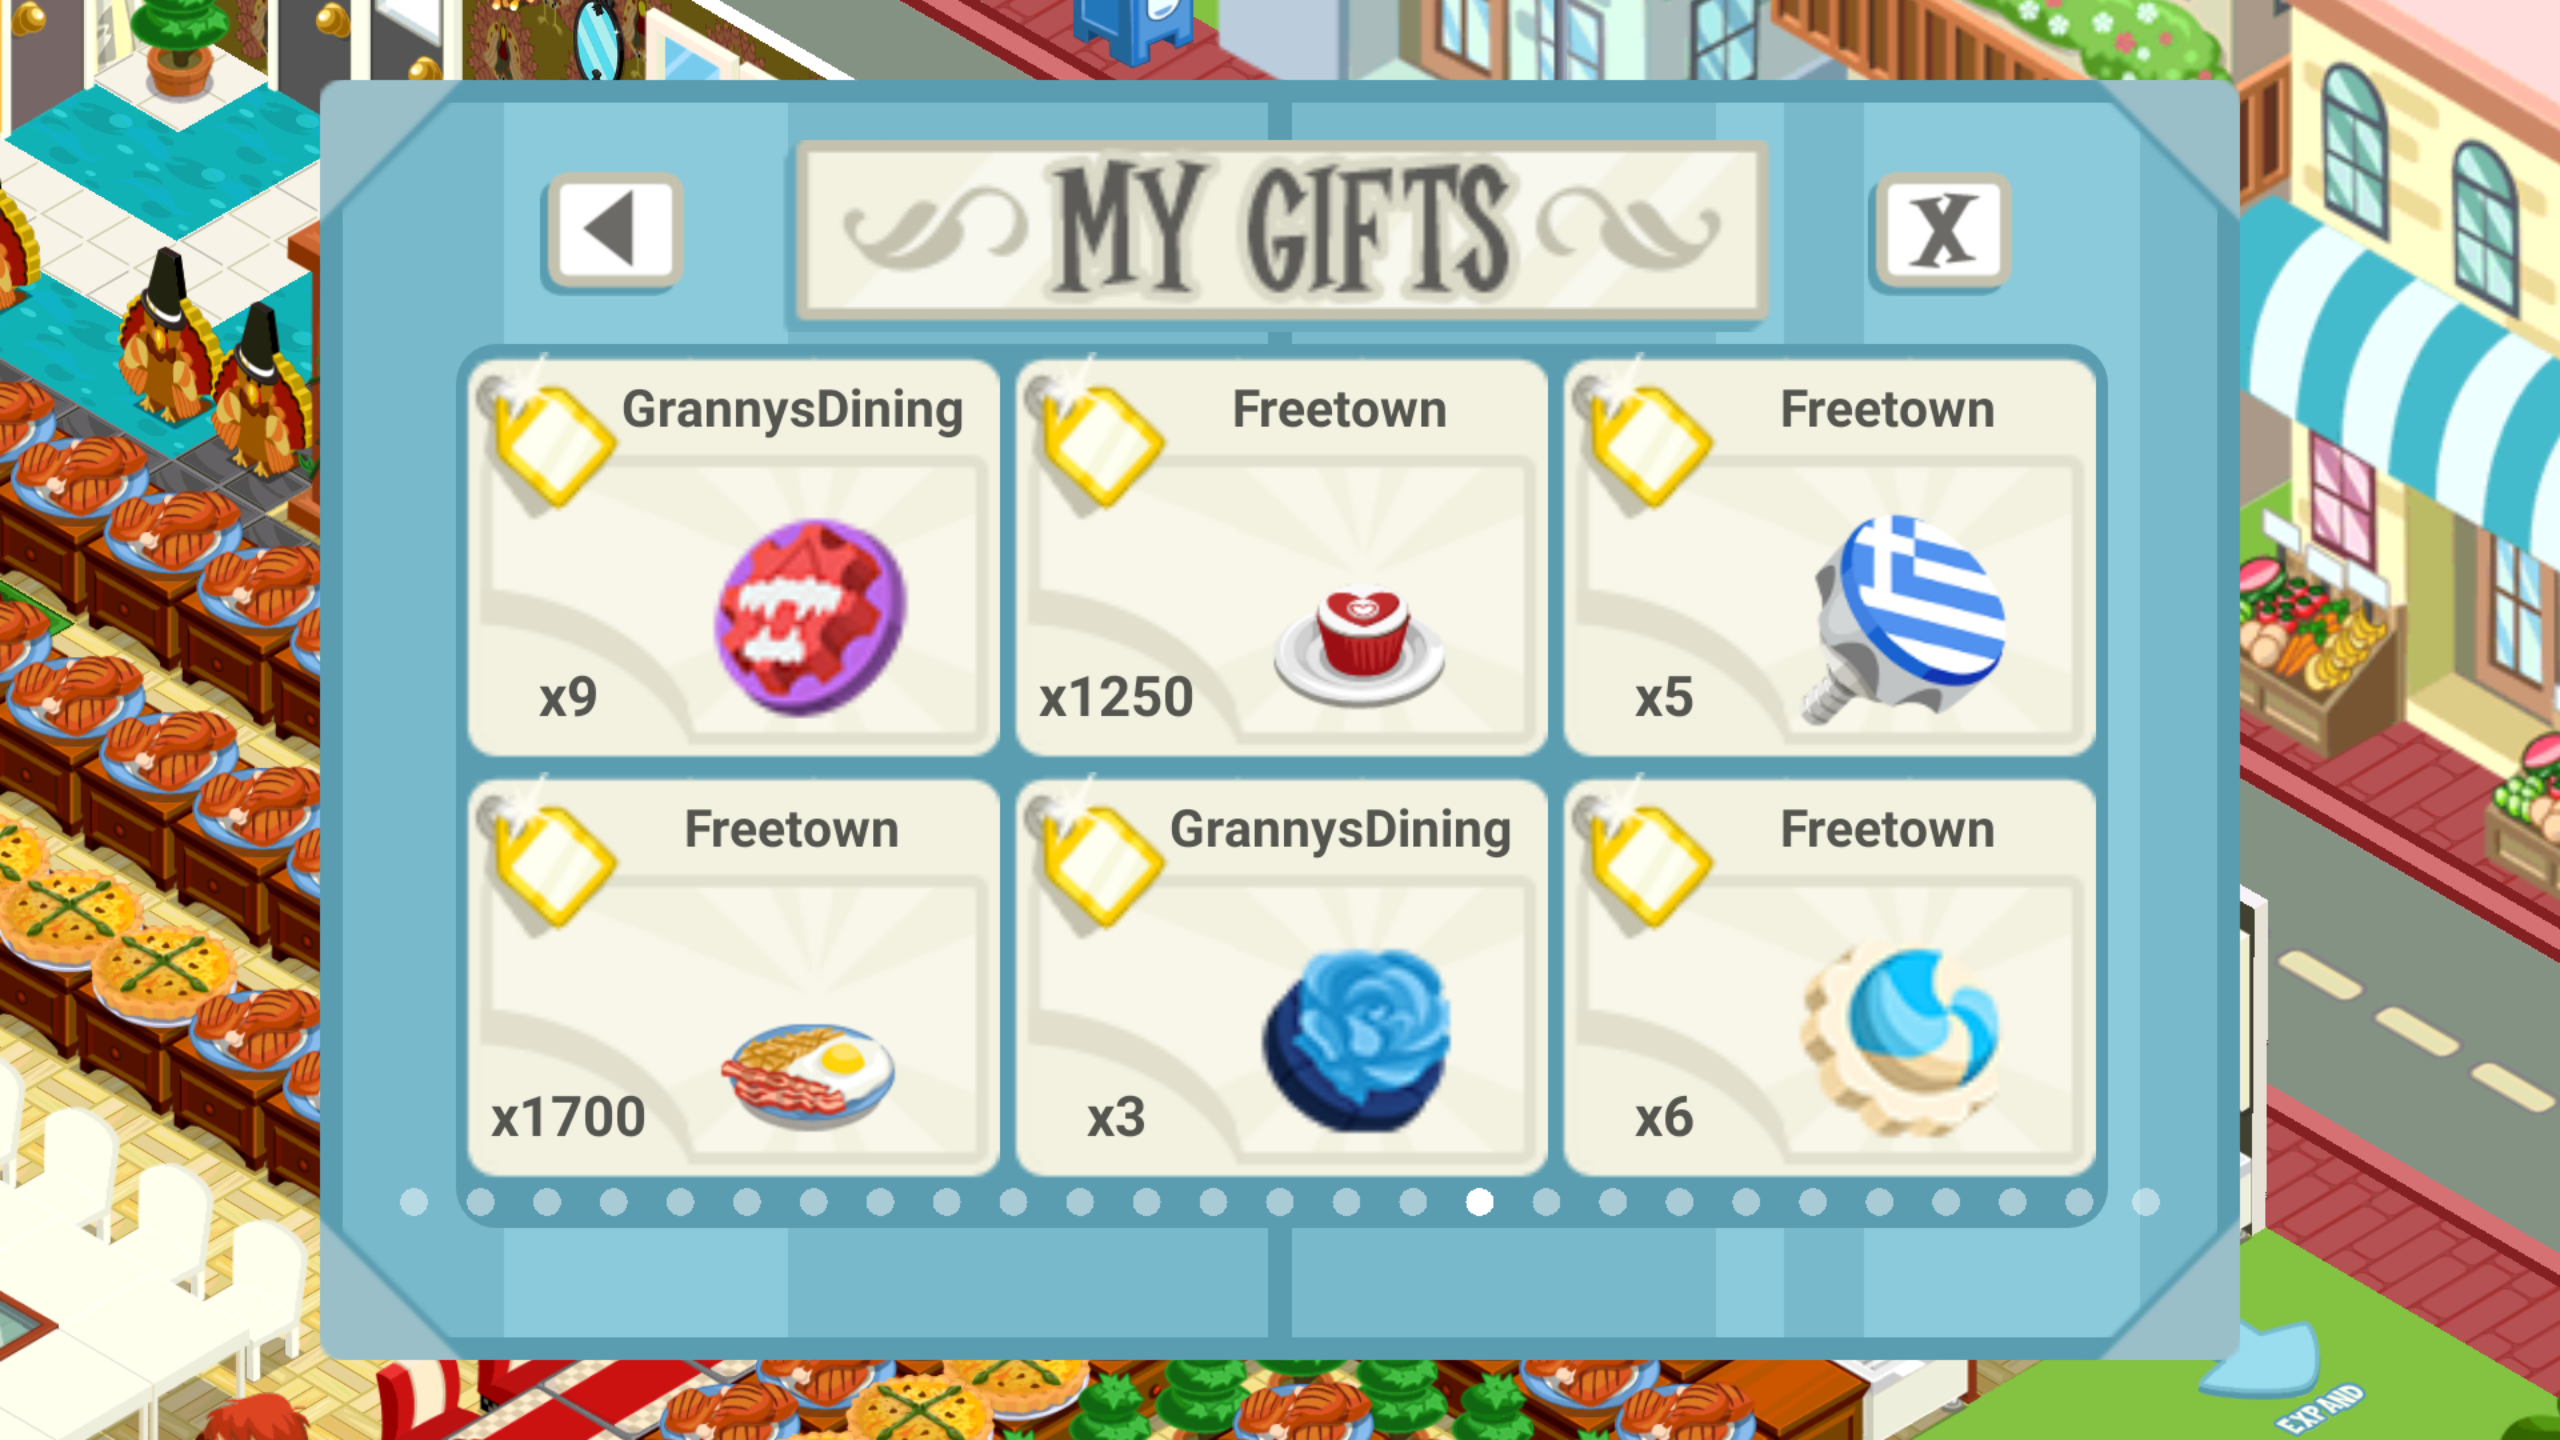 MY GIFTS
X
GrannysDining
x9
Freetown
x1250
Freetown
x5
Freetown
x1700
GrannysDining
x3
Freetown
x6
EXPAND